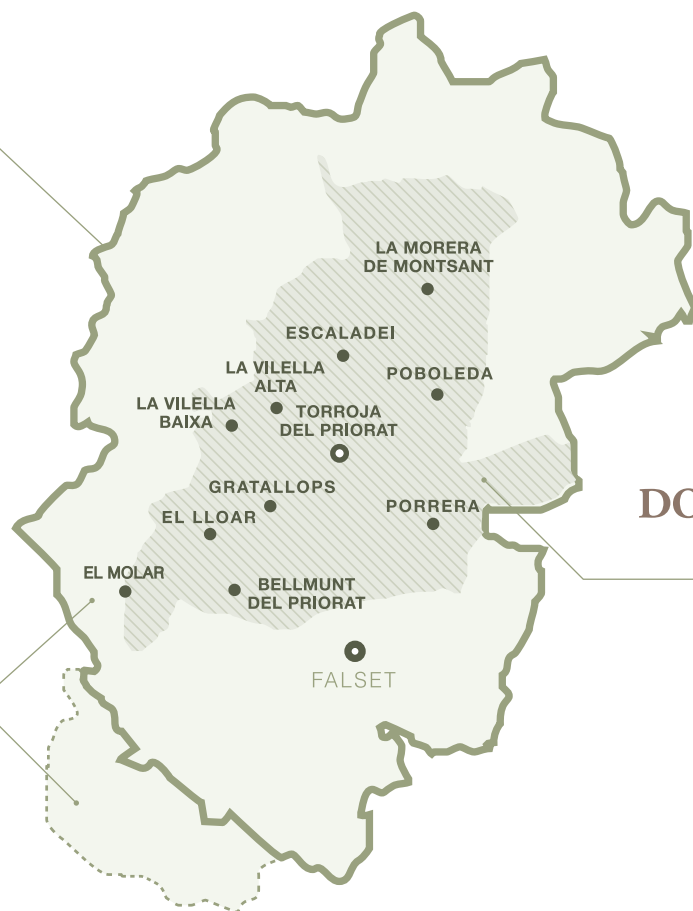 LA MORERA
DE MONTSANT
ESCALADEI
LA VILELLA
ALTA
POBOLEDA
LA VILELLA
BAIXA
TORROJA
DEL PRIORAT
GRATALLOPS
EL LLOAR
PORRERA
DO
EL MOLAR
BELLMUNT
DEL PRIORAT
FALSET